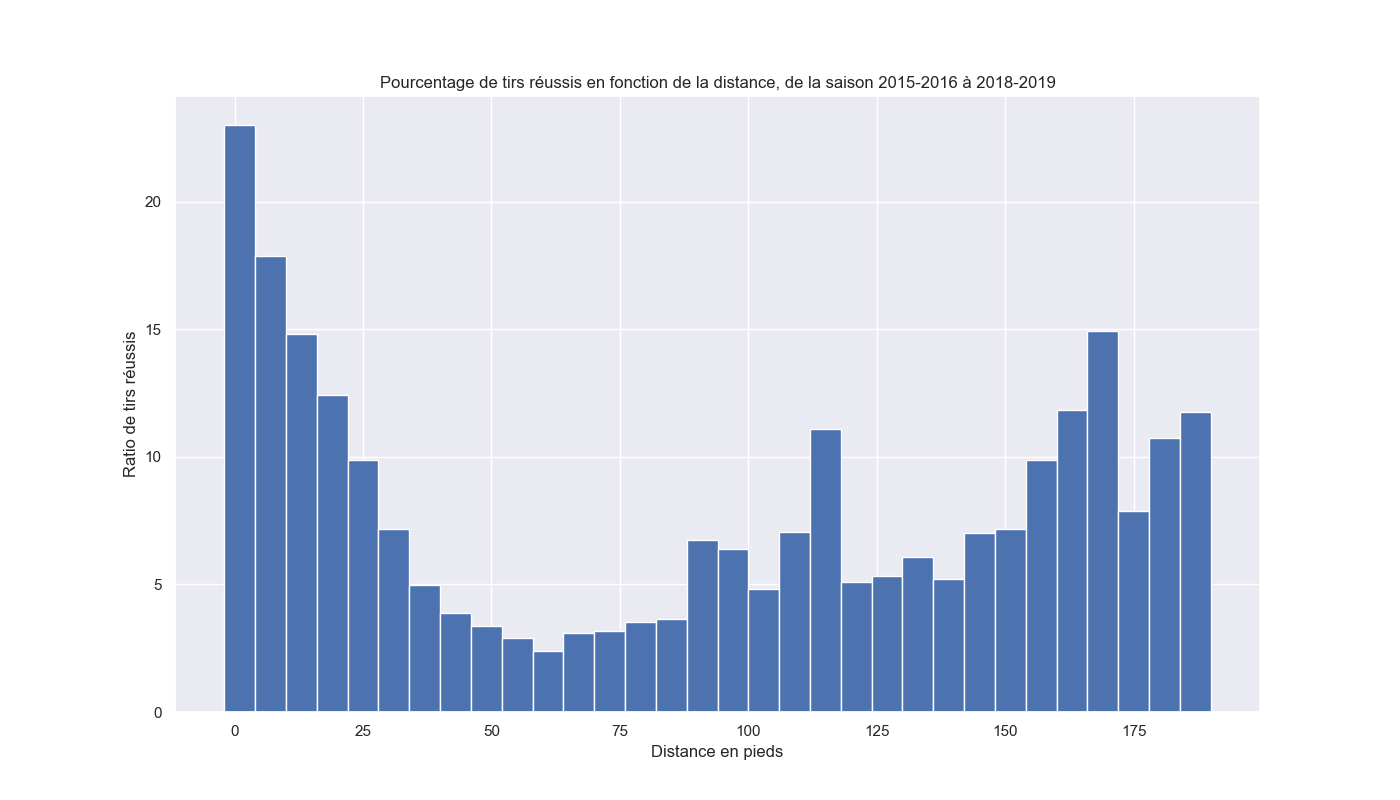 Pourcentage de tirs réussis en fonction de la distance, de la saison 2015-2016 à 2018-2019
Ratio de tirs réussis
20
15
10
5
0
0 25 50 75 100 125 150 175
Distance en pieds